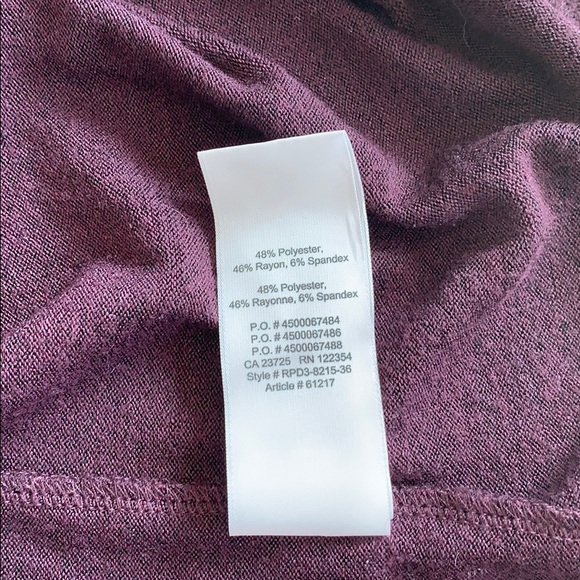 48% Polyester,
46% Rayon, 6% Spandex
48% Polyester,
46% Rayonne, 6% Spandex
P.O. # 4500067484
P.O. # 4500067486
P.O. # 4500067488
CA 23725 RN 122354
Style # RPD3-8215-36
Article # 61217